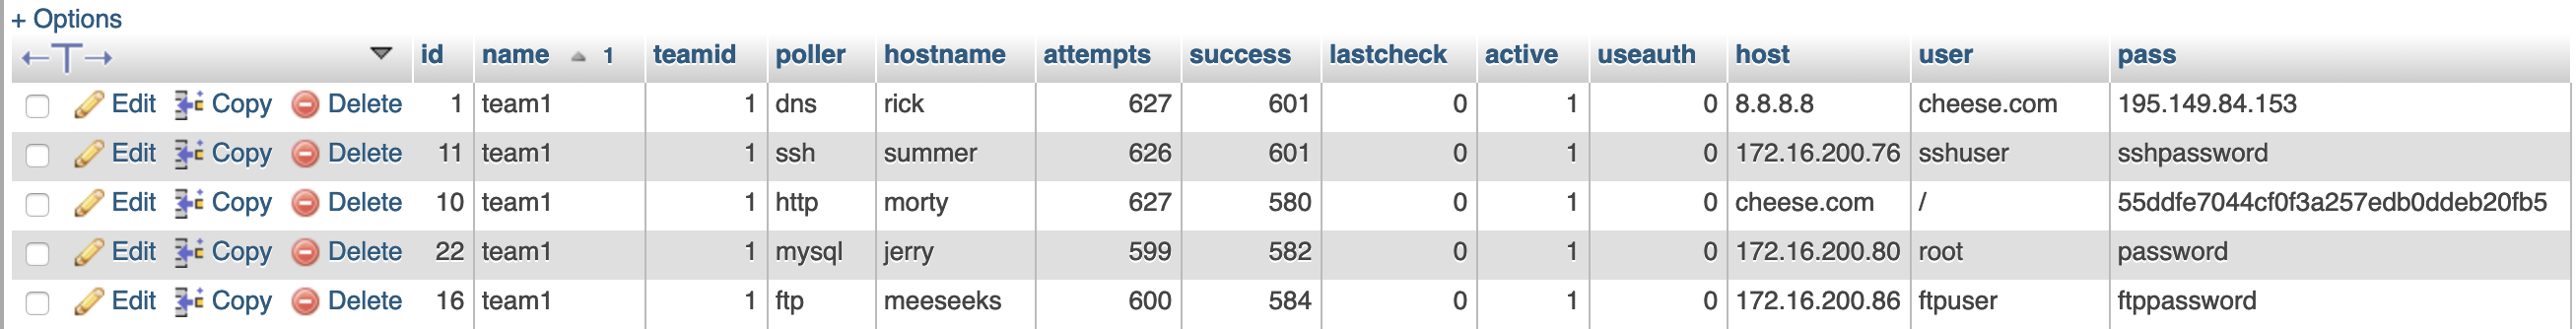 + Options
←T→ id name 1 teamid poller hostname attempts success lastcheck active useauth host user pass
Edit Copy Delete 1 team1 1 dns rick 627 601 0 1 0 8.8.8.8 cheese.com 195.149.84.153
Edit Copy Delete 11 team1 1 ssh summer 626 601 0 1 0 172.16.200.76 sshuser sshpassword
Edit Copy Delete 10 team1 1 http morty 627 580 0 1 0 cheese.com / 55ddfe7044cf0f3a257edb0ddeb20fb5
Edit Copy Delete 22 team1 1 mysql jerry 599 582 0 1 0 172.16.200.80 root password
Edit Copy Delete 16 team1 1 ftp meeseeks 600 584 0 1 0 172.16.200.86 ftpuser ftppassword